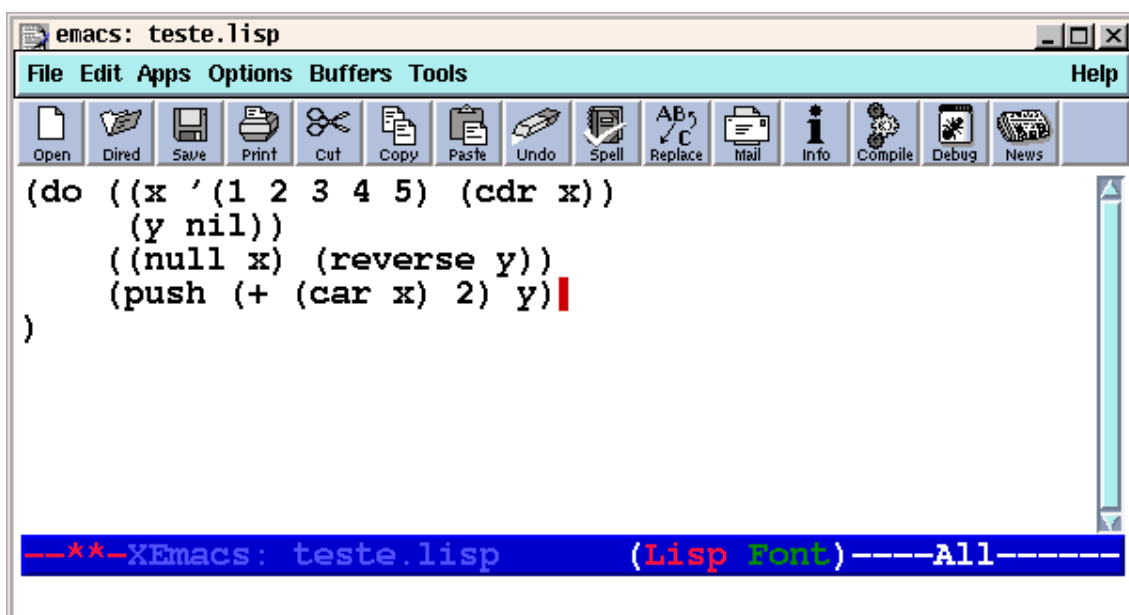 emacs: teste.lisp
File Edit Apps Options Buffers Tools Help
Open Dired Save Print Cut Copy Paste Undo Spell Replace Mail Info Compile Debug News
(do ((x '(1 2 3 4 5) (cdr x))
(y nil))
((null x) (reverse y))
(push (+ (car x) 2) y)
)
--**-XEmacs: teste.lisp (Lisp Font)----All------